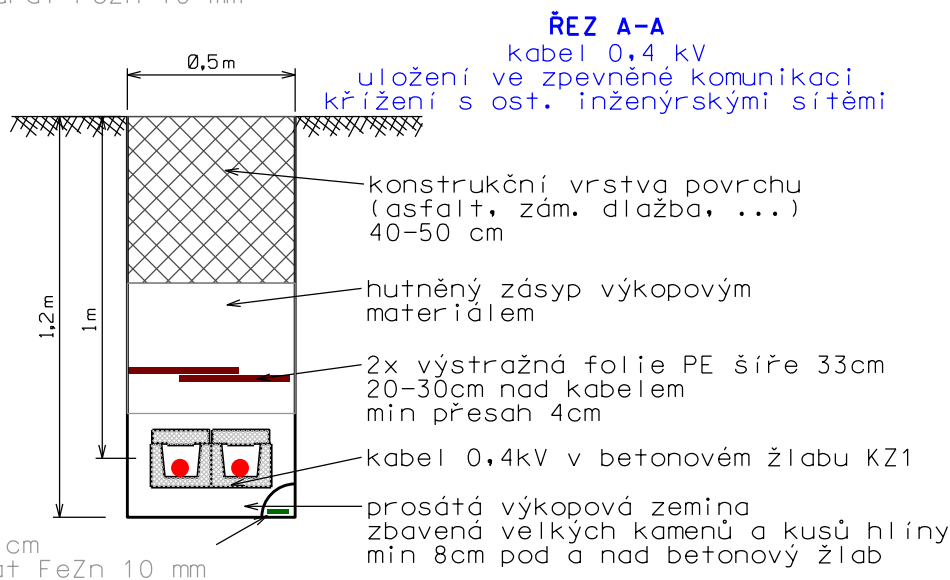 FeZn 10 mm
ŘEZ A-A
kabel 0,4 kV
uložení ve zpevněné komunikaci
křížení s ost. inženýrskými sítěmi
0,5m
1,2m
1m
konstrukční vrstva povrchu
(asfalt, zám. dlažba, ...)
40-50 cm
hutněný zásyp výkopovým
materiálem
2x výstražná folie PE šíře 33cm
20-30cm nad kabelem
min přesah 4cm
kabel 0,4kV v betonovém žlabu KZ1
prosátá výkopová zemina
zbavená velkých kamenů a kusů hlíny
min 8cm pod a nad betonový žlab
cm
FeZn 10 mm